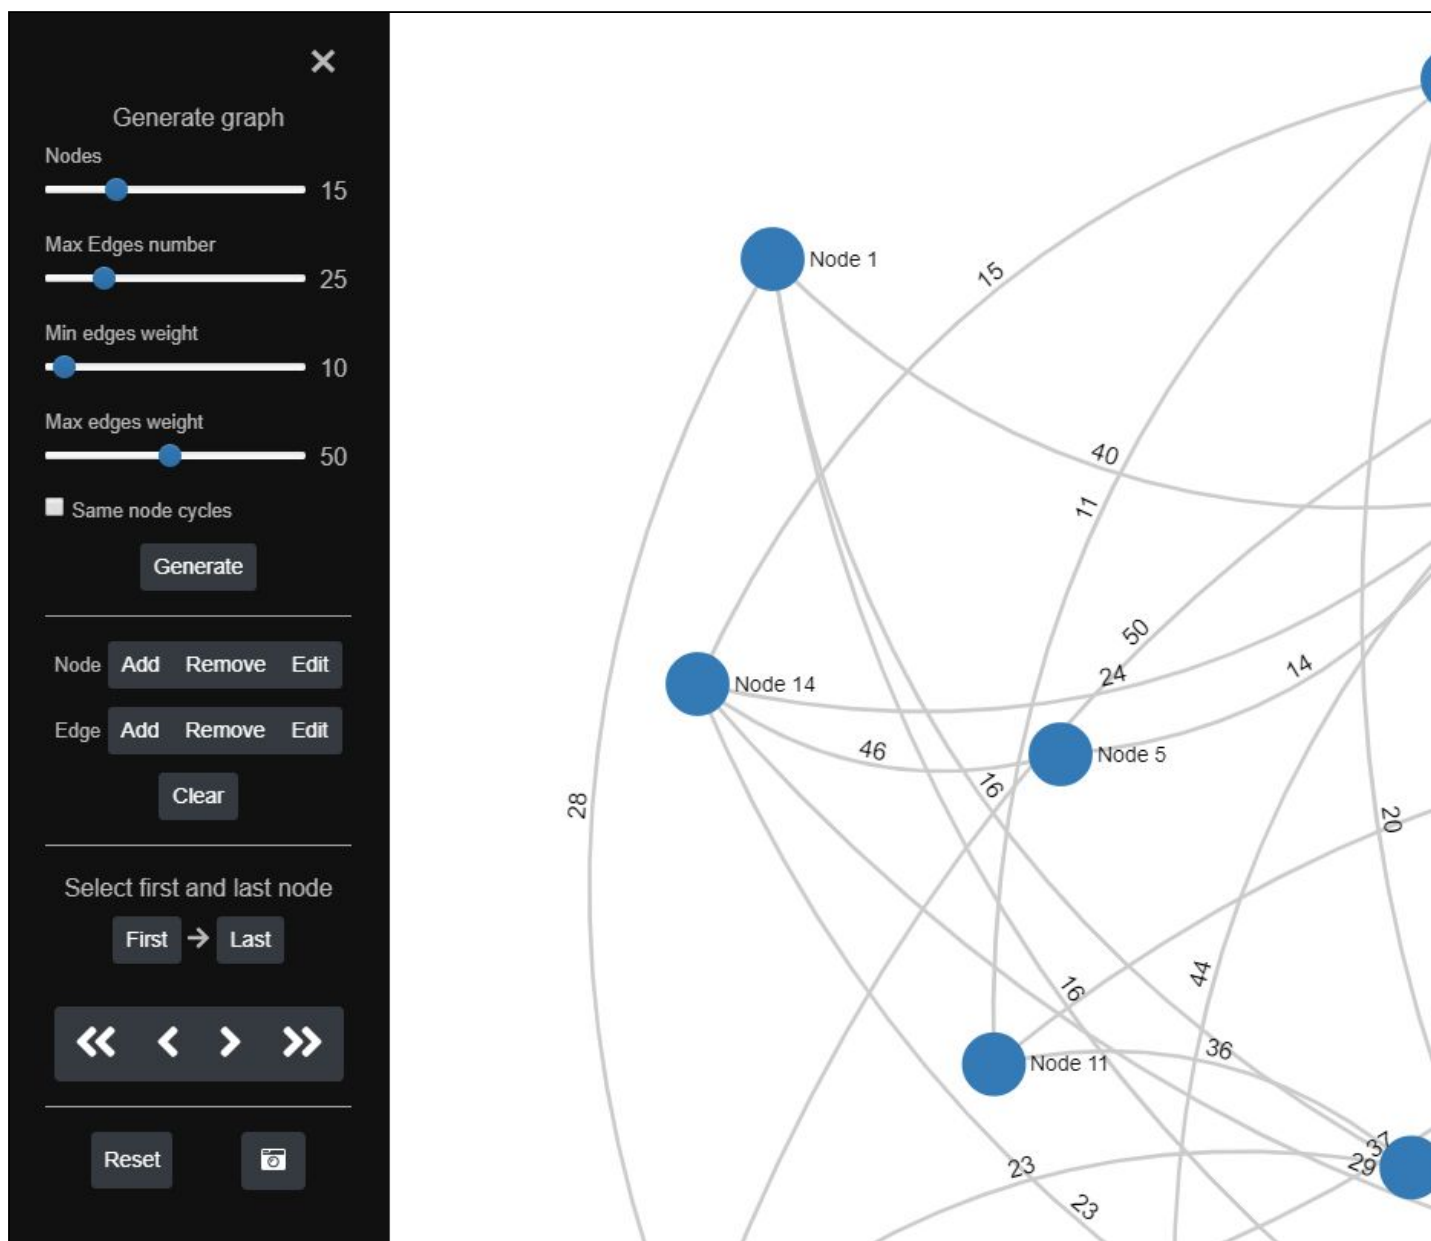 Generate graph
Nodes
15
Max Edges number
25
Min edges weight
10
Max edges weight
50
Same node cycles
Generate
Node Add Remove Edit
Edge Add Remove Edit
Clear
Select first and last node
First Last
Reset
Node 1
15
40
11
50
24
14
Node 14
46
Node 5
16
28
20
44
16
36
Node 11
37
29
23
23